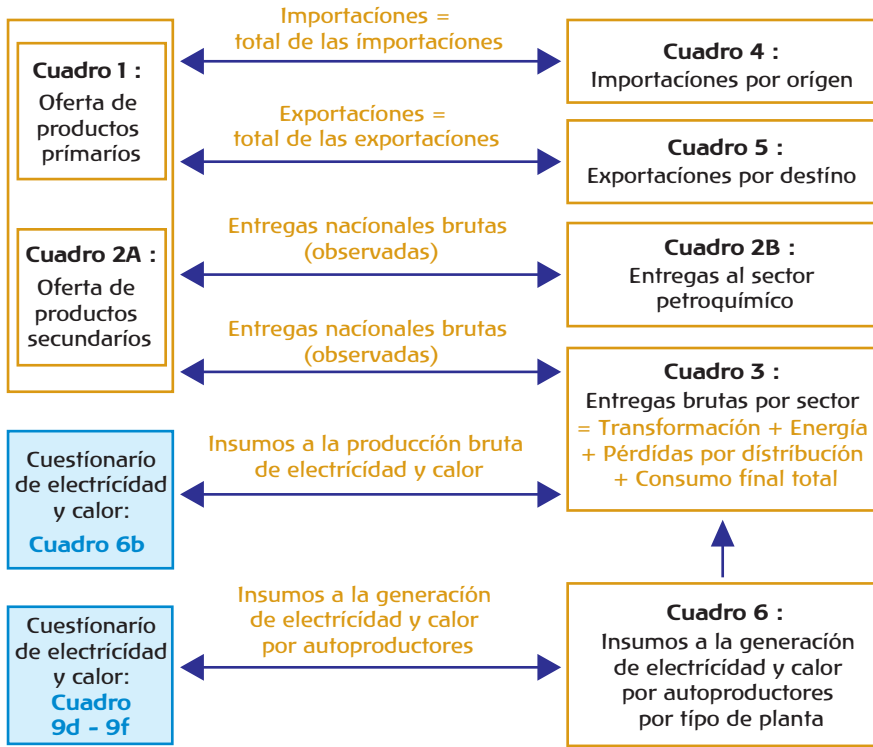 Importaciones =
total de las importaciones
Cuadro 1 :
Oferta de
productos
primarios
Cuadro 4 :
Importaciones por origen
Exportaciones =
total de las exportaciones
Cuadro 5 :
Exportaciones por destino
Cuadro 2A :
Oferta de
productos
secundarios
Entregas nacionales brutas
(observadas)
Cuadro 2B :
Entregas al sector
petroquímico
Entregas nacionales brutas
(observadas)
Cuadro 3 :
Entregas brutas por sector
= Transformación + Energía
+ Pérdidas por distribución
+ Consumo final total
Cuestionario
de electricidad
y calor:
Cuadro 6b
Insumos a la producción bruta
de electricidad y calor
Cuestionario
de electricidad
y calor:
Cuadro
9d - 9f
Insumos a la generación
de electricidad y calor
por autoproductores
Cuadro 6 :
Insumos a la generación
de electricidad y calor
por autoproductores
por tipo de planta